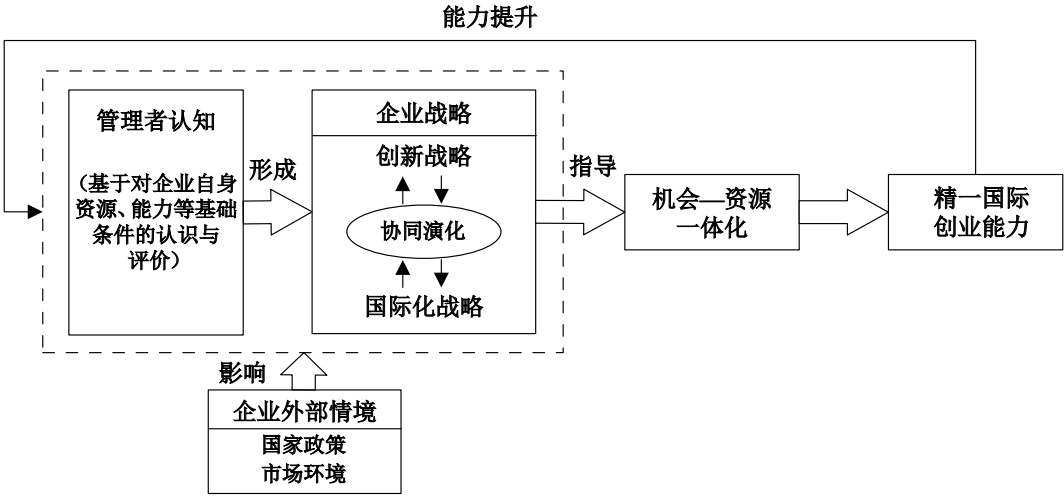 能力提升
管理者认知
（基于对企业自身
资源、能力等基础
条件的认识与
评价）
形成
企业战略
创新战略
协同演化
国际化战略
指导
机会—资源
一体化
精一国际
创业能力
影响
企业外部情境
国家政策
市场环境